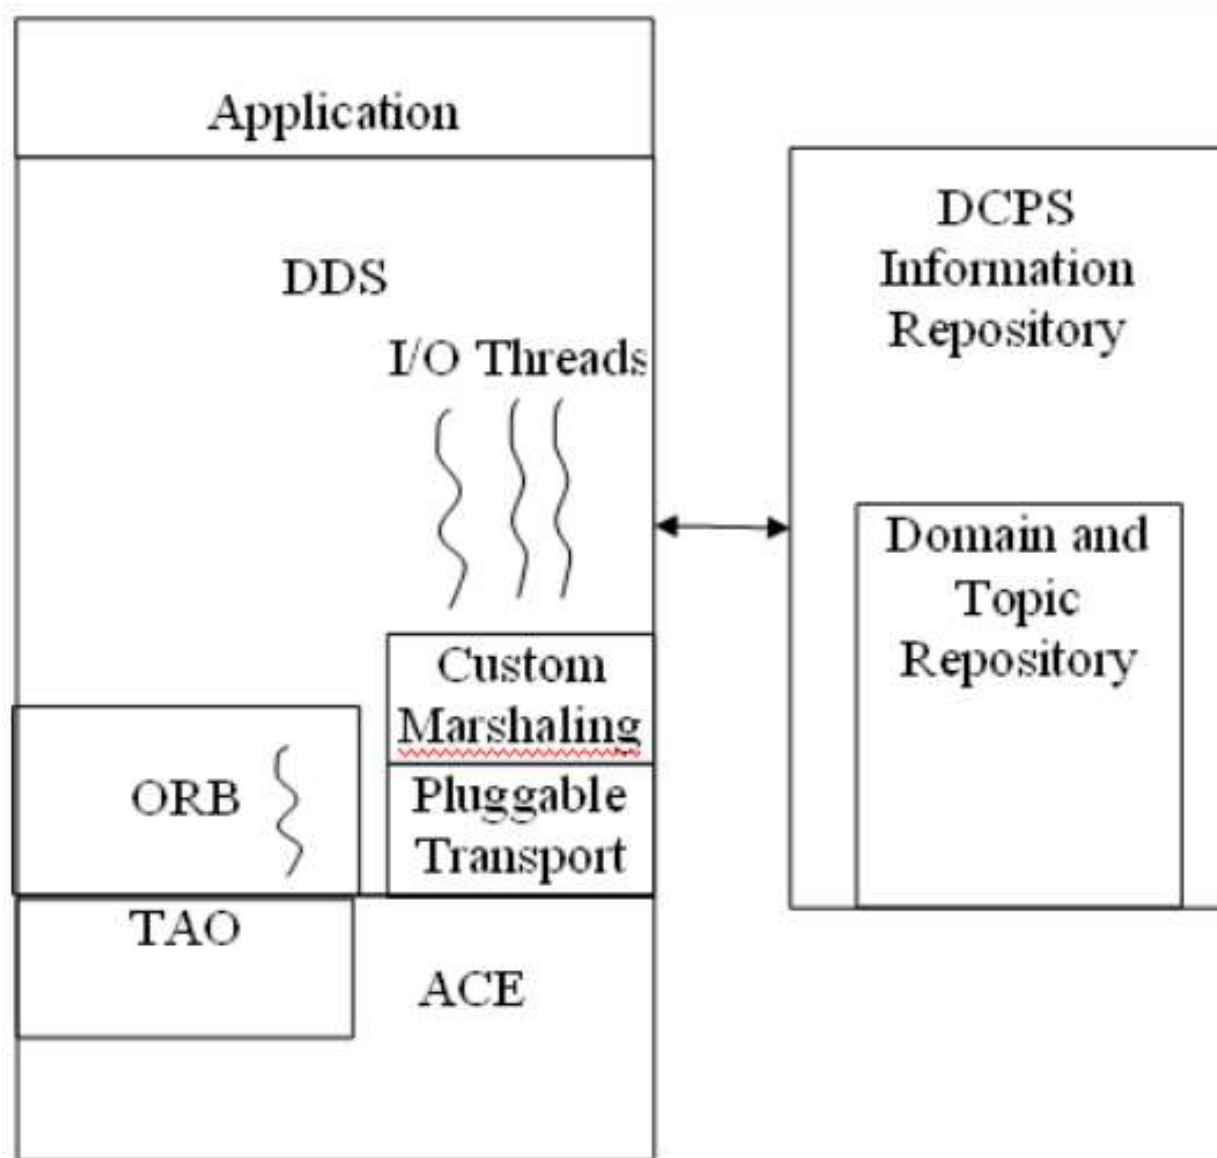 Application
DDS
I/O Threads
Custom
Marshaling
Pluggable
Transport
ORB
TAO
ACE
DCPS
Information
Repository
Domain and
Topic
Repository